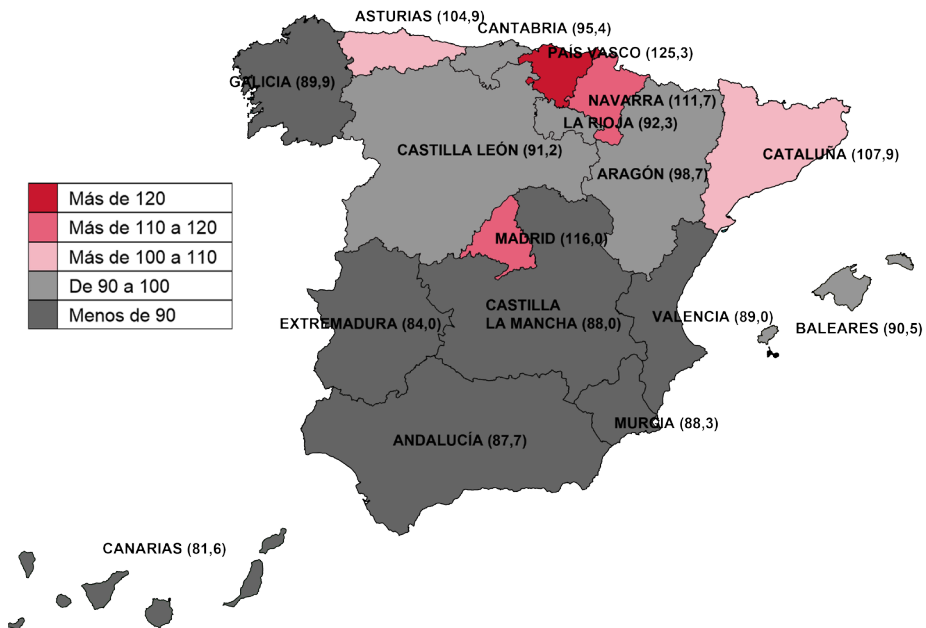 ASTURIAS (104,9)
CANTABRIA (95,4)
PAÍS VASCO (125,3)
GALICIA (89,9)
NAVARRA (111,7)
LA RIOJA (92,3)
CASTILLA LEÓN (91,2)
CATALUÑA (107,9)
ARAGÓN (98,7)
Más de 120
Más de 110 a 120
Más de 100 a 110
De 90 a 100
Menos de 90
MADRID (116,0)
CASTILLA
LA MANCHA (88,0)
EXTREMADURA (84,0)
VALENCIA (89,0)
BALEARES (90,5)
MURCIA (88,3)
ANDALUCÍA (87,7)
CANARIAS (81,6)